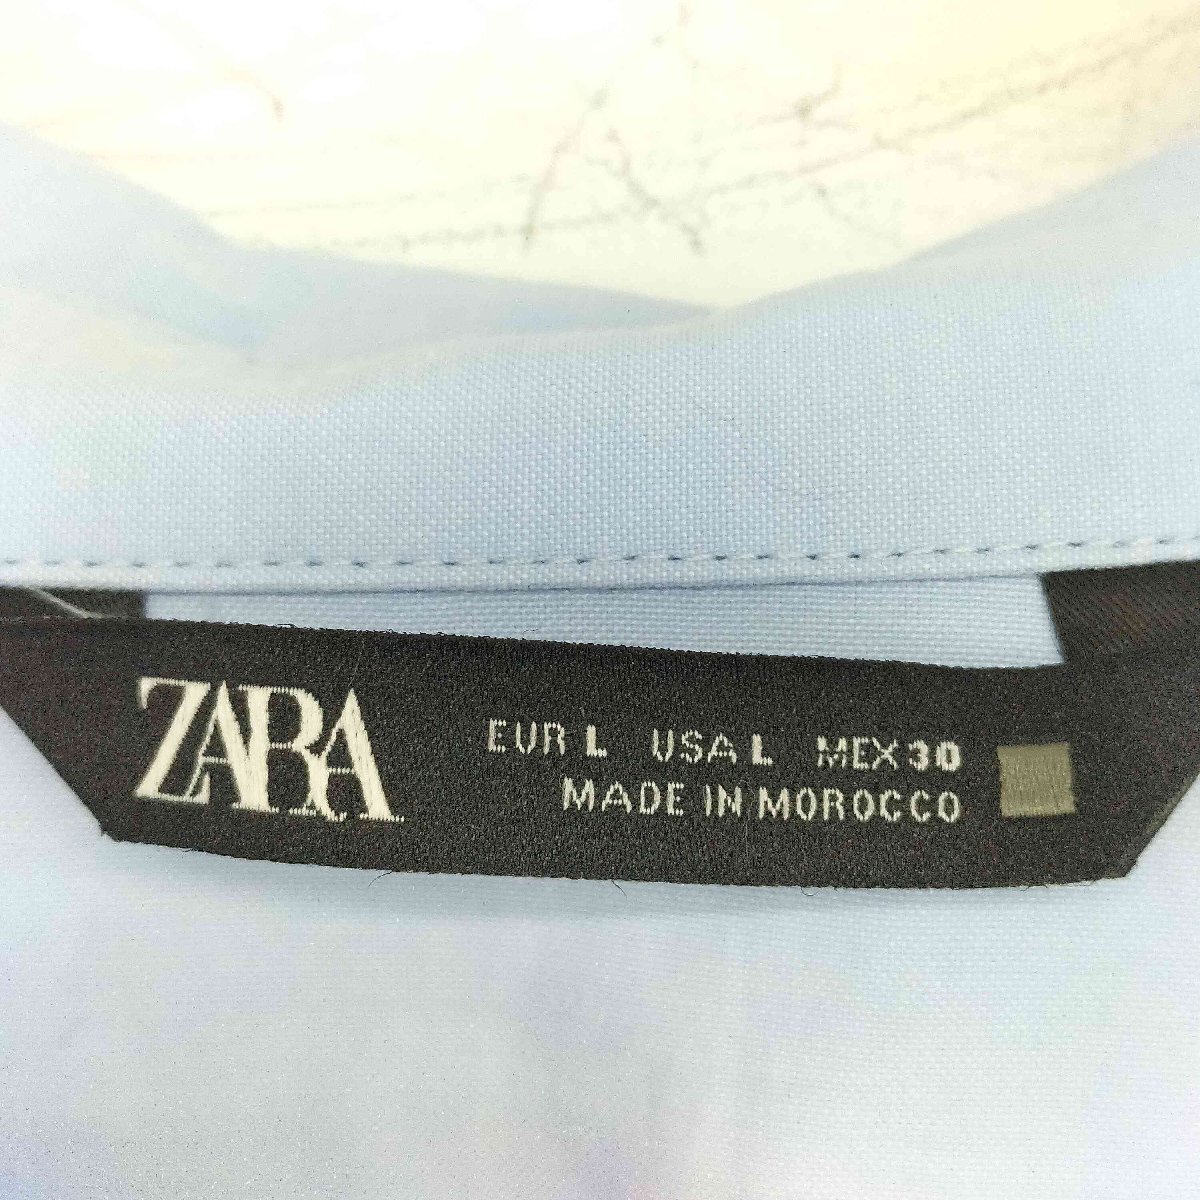 ZARA
EUR L USA L MEX 30
MADE IN MOROCCO